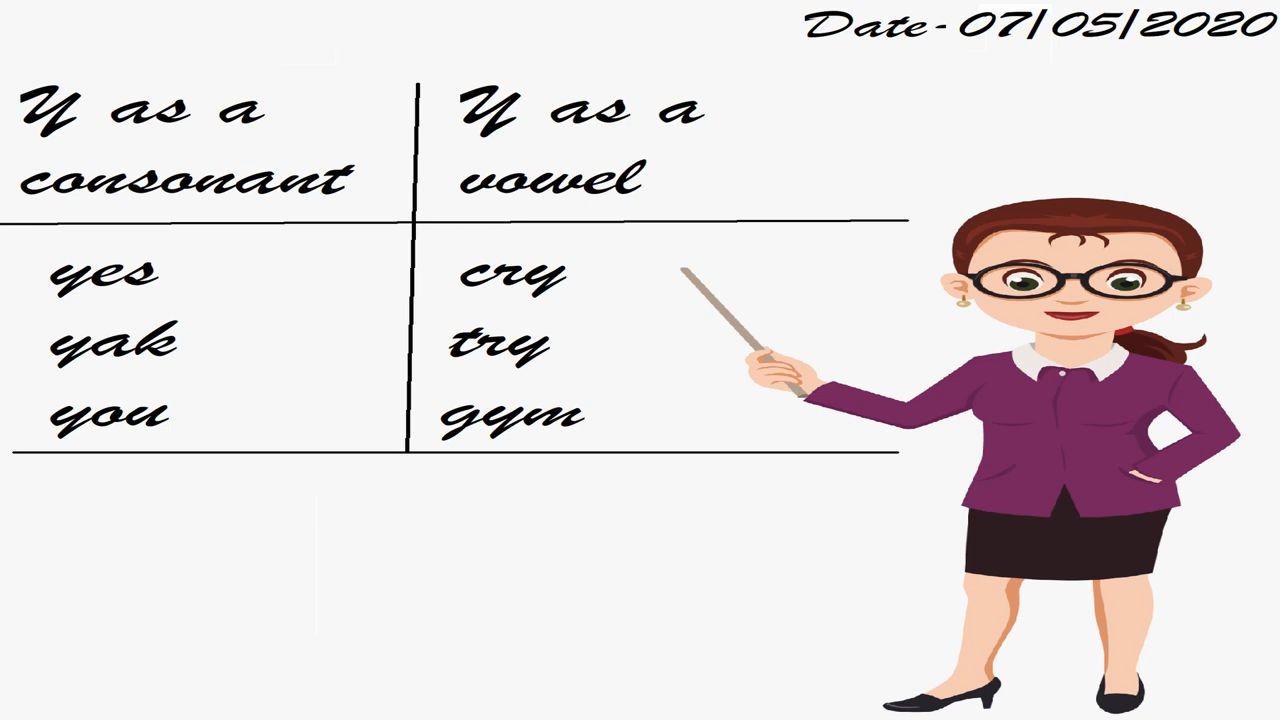 Date- 07/05/2020
Y as a consonant
Y as a vowel
yes
cry
yak
try
you
gym